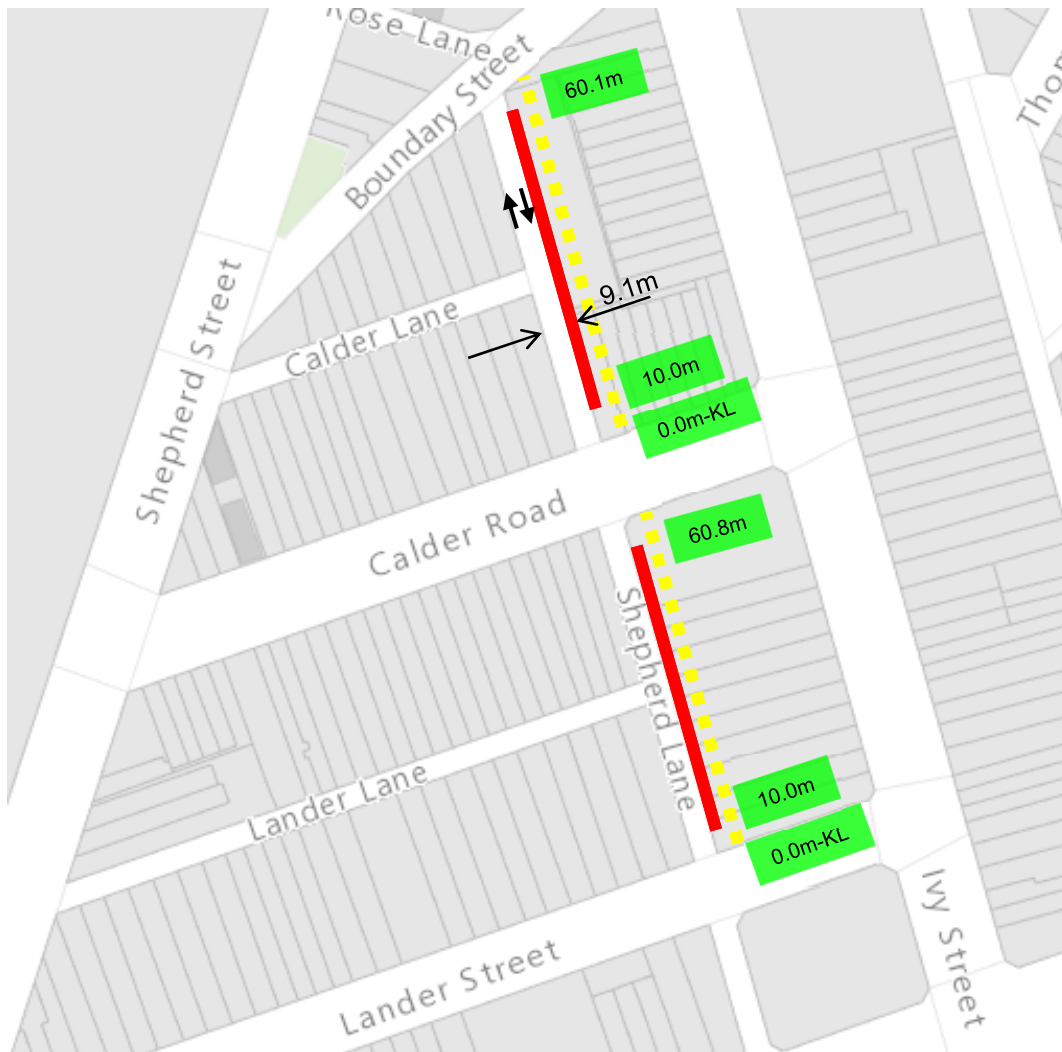 Rose Lane
60.1m
Boundary Street
9.1m
Shepherd Street
Calder Lane
10.0m
0.0m-KL
Calder Road
60.8m
Shepherd Lane
Lander Lane
10.0m
0.0m-KL
Ivy Street
Lander Street